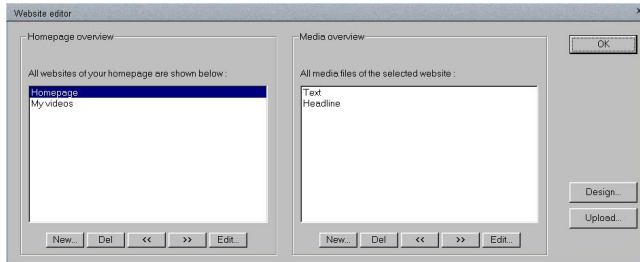 Website editor
Homepage overview
All websites of your homepage are shown below :
Homepage
My videos
New... Del << >> Edit...
Media overview
All media files of the selected website :
Text
Headline
New... Del << >> Edit...
OK
Design...
Upload...